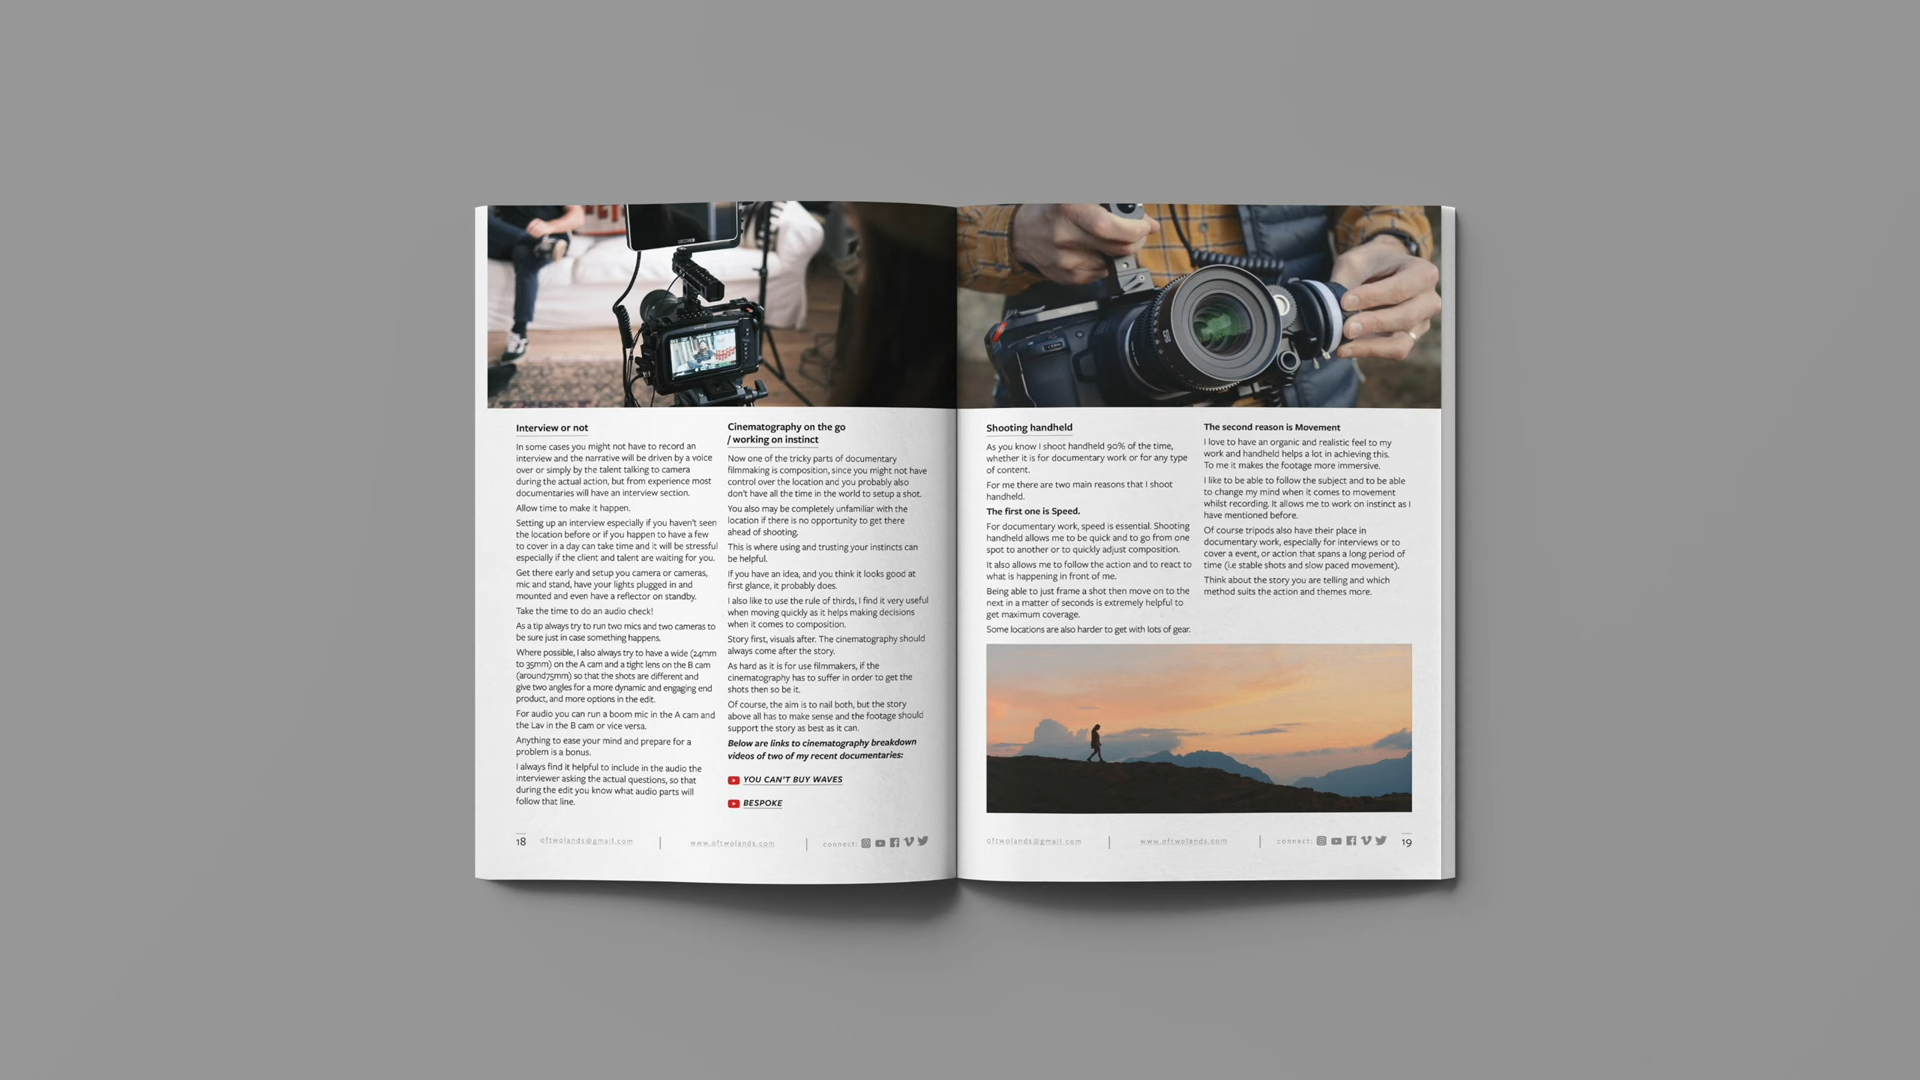 Interview or not
In some cases you might not have to record an
interview and the narrative will be driven by a voice
over or simply by the talent talking to camera
during the actual action, but from experience most
documentaries will have an interview section.
Allow time to make it happen.
Setting up an interview especially if you haven't seen
the location before or if you happen to have a few
to cover in a day can take time and it will be stressful
especially if the client and talent are waiting for you.
Get there early and setup you camera or cameras,
mic and stand, have your lights plugged in and
mounted and even have a reflector on standby.
Take the time to do an audio check!
As a tip always try to run two mics and two cameras to
be sure just in case something happens.
Where possible, I also always try to have a wide (24mm
to 35mm) on the A cam and a tight lens on the B cam
(around75mm) so that the shots are different and
give two angles for a more dynamic and engaging end
product, and more options in the edit.
For audio you can run a boom mic in the A cam and
the Lav in the B cam or vice versa.
Anything to ease your mind and prepare for a
problem is a bonus.
I always find it helpful to include in the audio the
interviewer asking the actual questions, so that
during the edit you know what audio parts will
follow that line.
Cinematography on the go
/ working on instinct
Now one of the tricky parts of documentary
filmmaking is composition, since you might not have
control over the location and you probably also
don't have all the time in the world to setup a shot.
You also may be completely unfamiliar with the
location if there is no opportunity to get there
ahead of shooting.
This is where using and trusting your instincts can
be helpful.
If you have an idea, and you think it looks good at
first glance, it probably does.
I also like to use the rule of thirds, I find it very useful
when moving quickly as it helps making decisions
when it comes to composition.
Story first, visuals after. The cinematography should
always come after the story.
As hard as it is for use filmmakers, if the
cinematography has to suffer in order to get the
shots then so be it.
Of course, the aim is to nail both, but the story
above all has to make sense and the footage should
support the story as best as it can.
Below are links to cinematography breakdown
videos of two of my recent documentaries:
YOU CAN'T BUY WAVES
BESPOKE
18 oftwolands@gmail.com | www.oftwolands.com | connect:
Shooting handheld
As you know I shoot handheld 90% of the time,
whether it is for documentary work or for any type
of content.
For me there are two main reasons that I shoot
handheld.
The first one is Speed.
For documentary work, speed is essential. Shooting
handheld allows me to be quick and to go from one
spot to another or to quickly adjust composition.
It also allows me to follow the action and to react to
what is happening in front of me.
Being able to just frame a shot then move on to the
next in a matter of seconds is extremely helpful to
get maximum coverage.
Some locations are also harder to get with lots of gear.
The second reason is Movement
I love to have an organic and realistic feel to my
work and handheld helps a lot in achieving this.
To me it makes the footage more immersive.
I like to be able to follow the subject and to be able
to change my mind when it comes to movement
whilst recording. It allows me to work on instinct as I
have mentioned before.
Of course tripods also have their place in
documentary work, especially for interviews or to
cover a event, or action that spans a long period of
time (i.e stable shots and slow paced movement).
Think about the story you are telling and which
method suits the action and themes more.
oftwolands@gmail.com | www.oftwolands.com | connect: 19